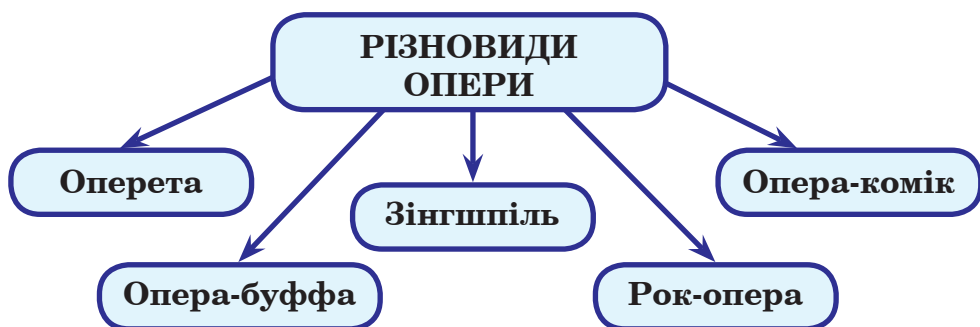 РІЗНОВИДИ
ОПЕРИ
Оперета
Опера-буффа
Зінгшпіль
Рок-опера
Опера-комік